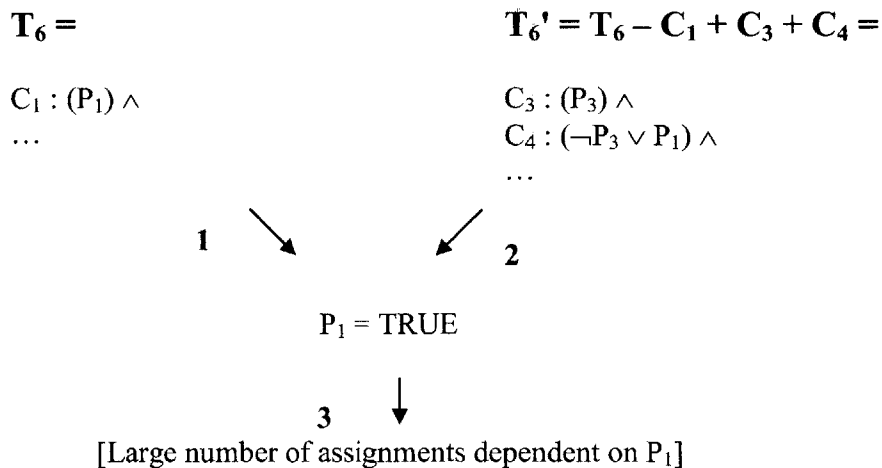 T₆ =
T₆' = T₆ – C₁ + C₃ + C₄ =
C₁ : (P₁) ∧
...
C₃ : (P₃) ∧
C₄ : (¬P₃ ∨ P₁) ∧
...
1
2
P₁ = TRUE
3
[Large number of assignments dependent on P₁]